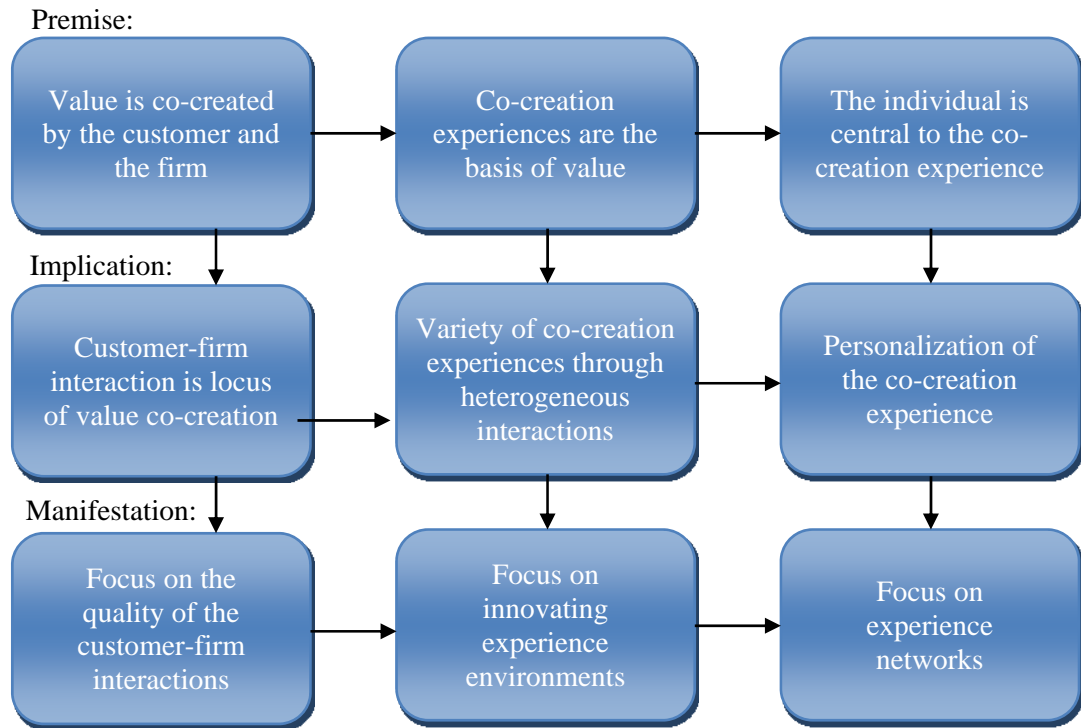 Premise:
Value is co-created
by the customer and
the firm
Co-creation
experiences are the
basis of value
The individual is
central to the co-
creation experience
Implication:
Customer-firm
interaction is locus
of value co-creation
Variety of co-creation
experiences through
heterogeneous
interactions
Personalization of
the co-creation
experience
Manifestation:
Focus on the
quality of the
customer-firm
interactions
Focus on
innovating
experience
environments
Focus on
experience
networks